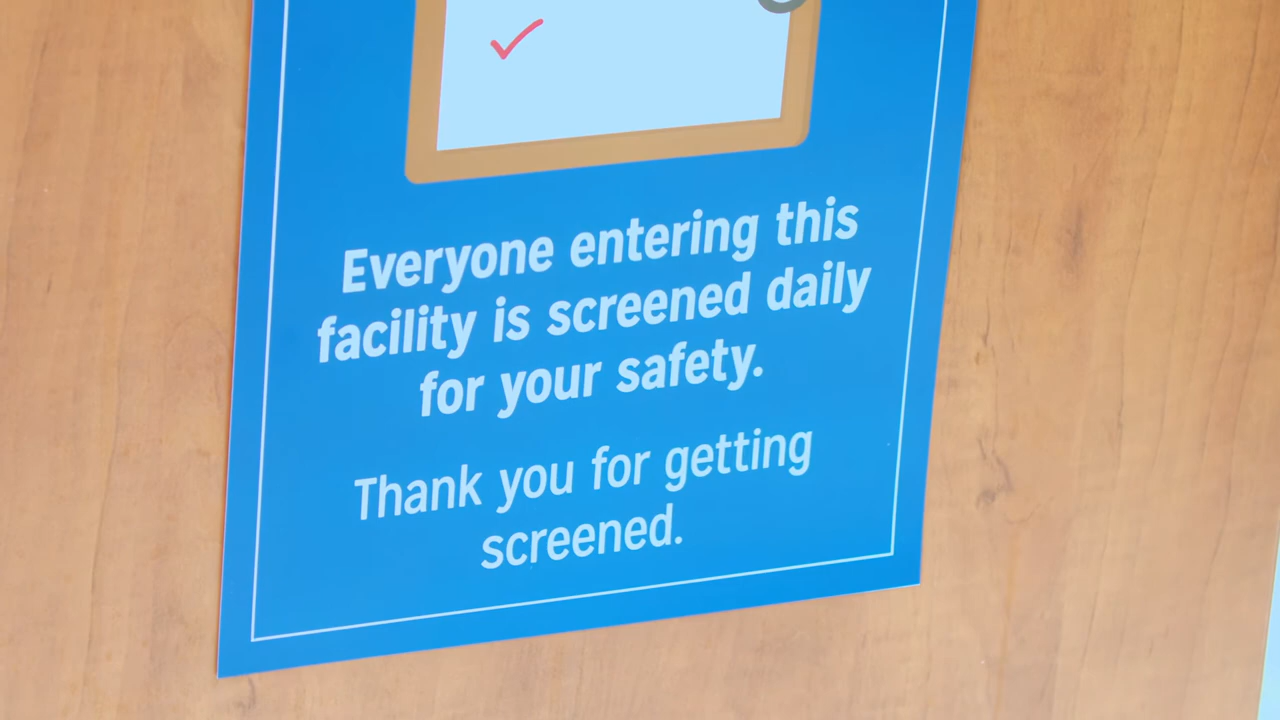 Everyone entering this
facility is screened daily
for your safety.
Thank you for getting
screened.